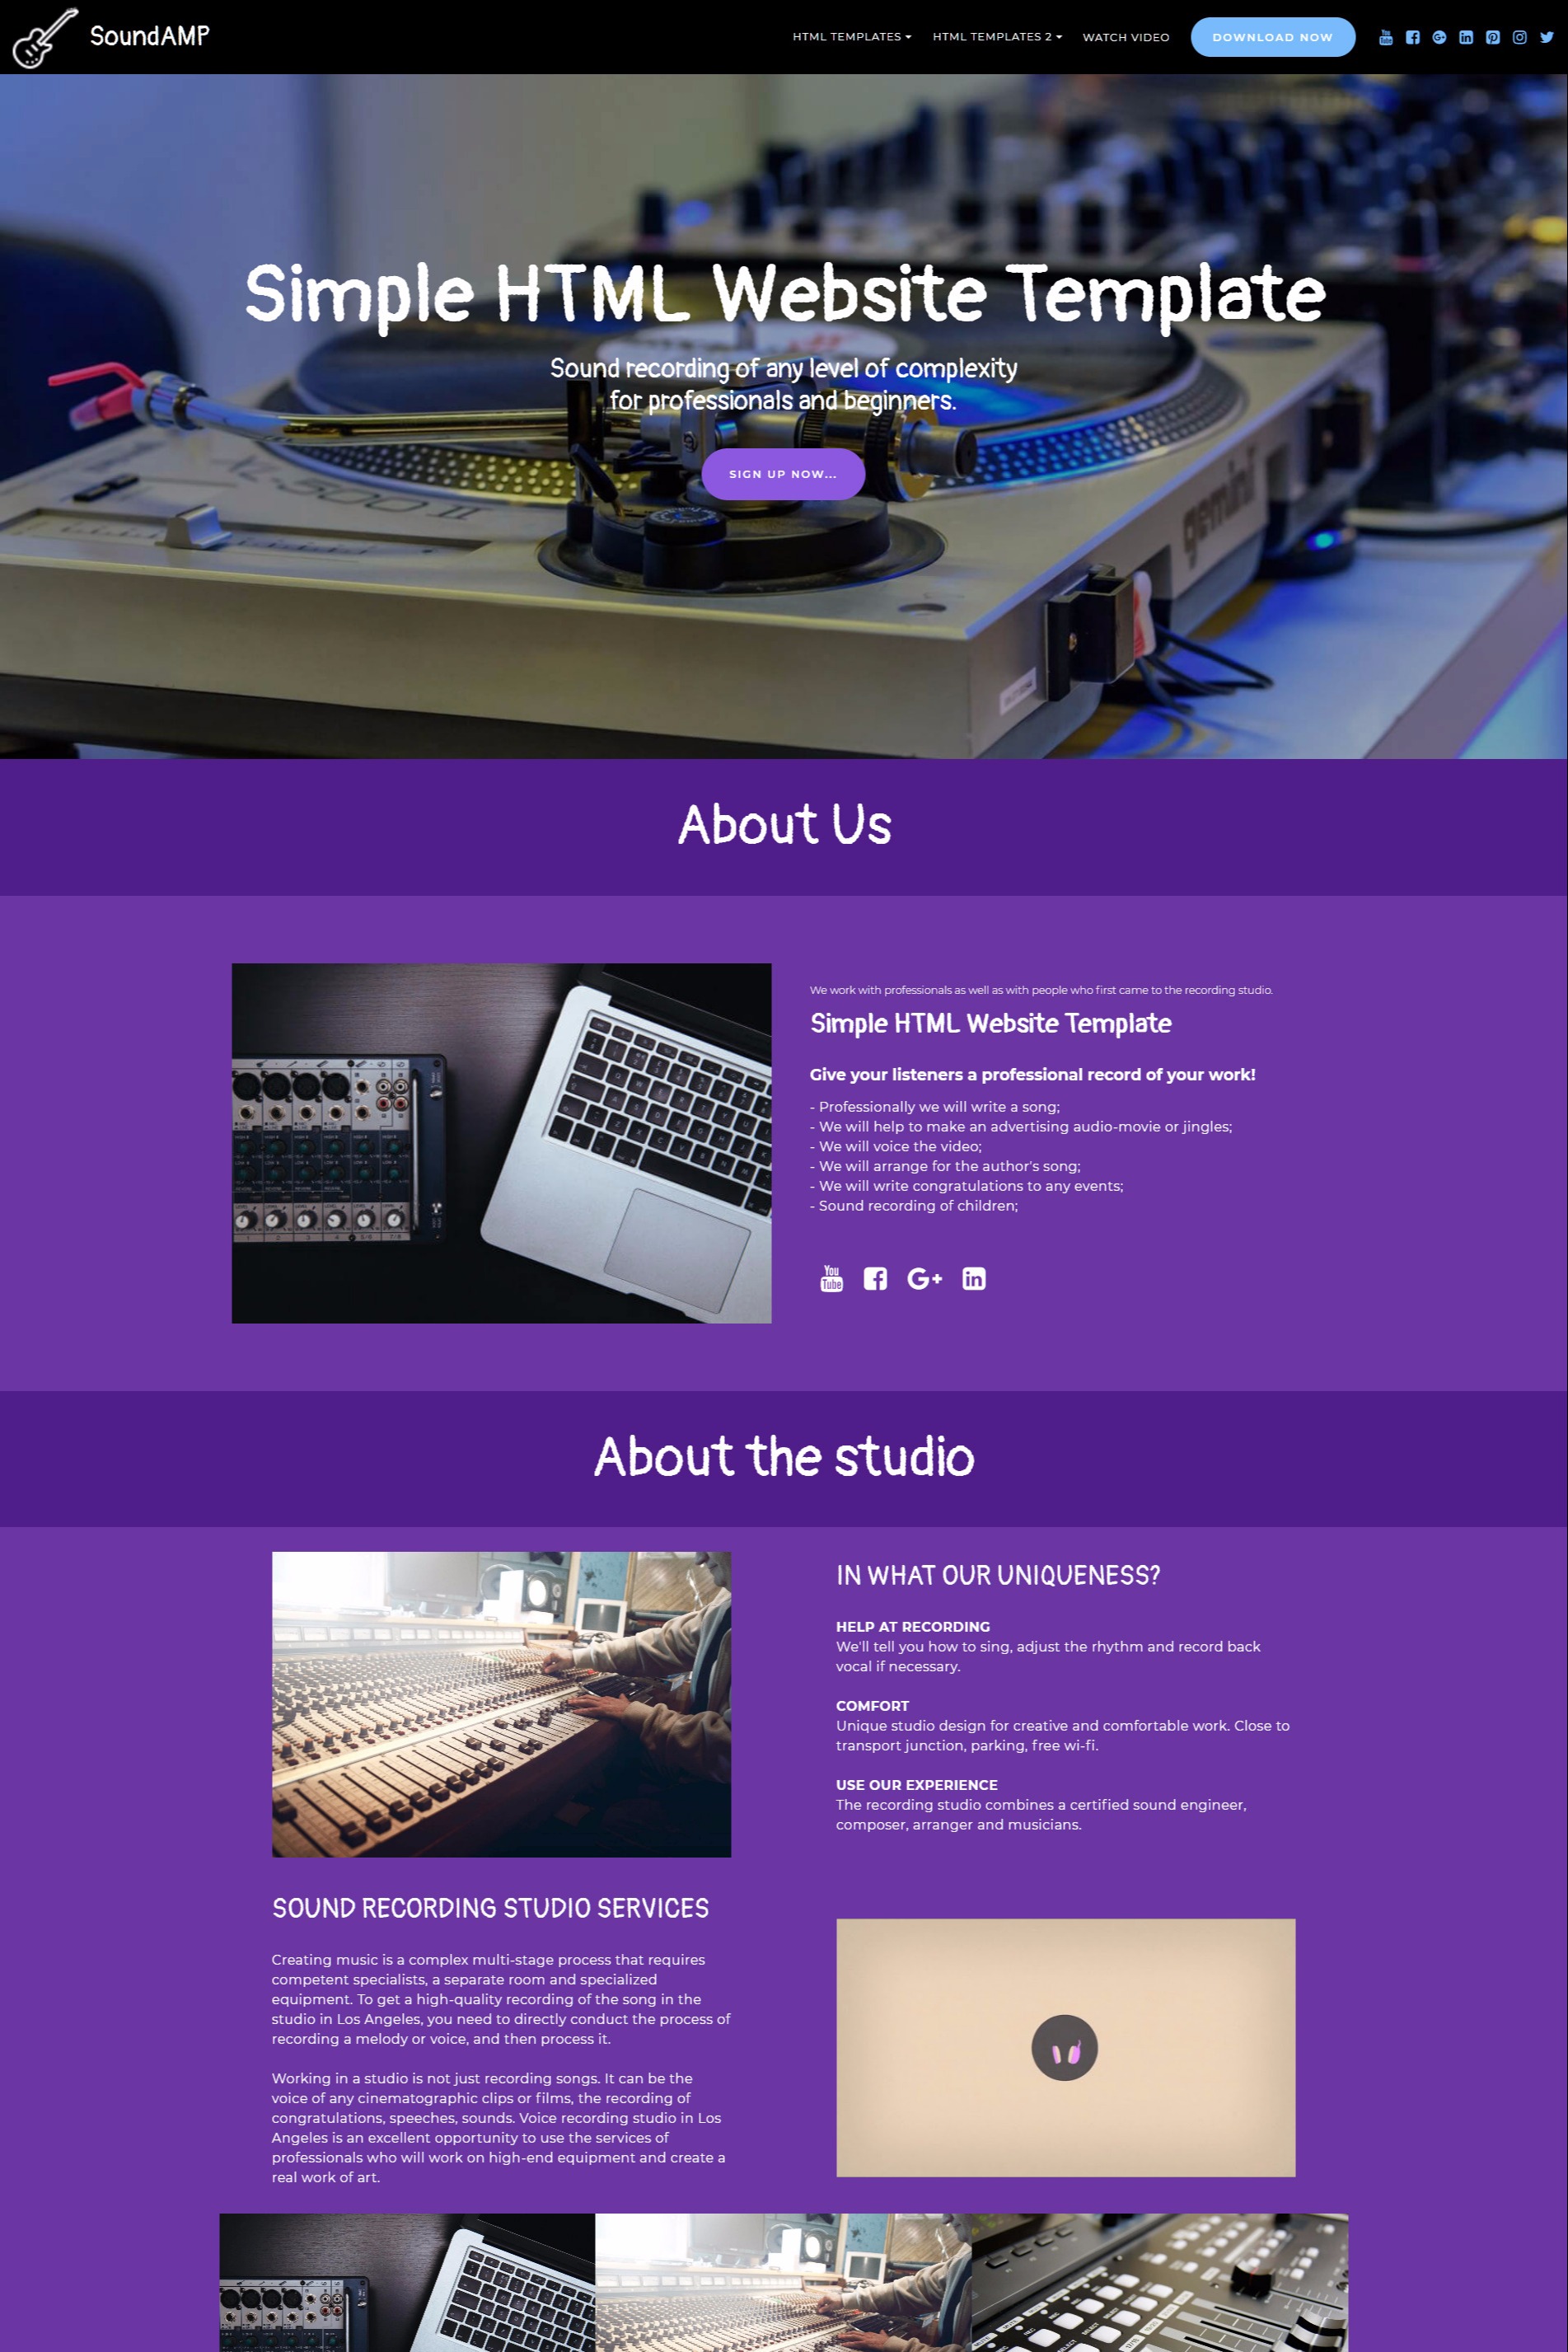 SoundAMP
HTML TEMPLATES
HTML TEMPLATES 2
WATCH VIDEO
DOWNLOAD NOW
Simple HTML Website Template
Sound recording of any level of complexity
for professionals and beginners.
SIGN UP NOW...
gemini
About Us
We work with professionals as well as with people who first came to the recording studio.
Simple HTML Website Template
Give your listeners a professional record of your work!
- Professionally we will write a song;
- We will help to make an advertising audio-movie or jingles;
- We will voice the video;
- We will arrange for the author's song;
- We will write congratulations to any events;
- Sound recording of children;
You
Tube
About the studio
IN WHAT OUR UNIQUENESS?
HELP AT RECORDING
We'll tell you how to sing, adjust the rhythm and record back
vocal if necessary.
COMFORT
Unique studio design for creative and comfortable work. Close to
transport junction, parking, free wi-fi.
USE OUR EXPERIENCE
The recording studio combines a certified sound engineer,
composer, arranger and musicians.
SOUND RECORDING STUDIO SERVICES
Creating music is a complex multi-stage process that requires
competent specialists, a separate room and specialized
equipment. To get a high-quality recording of the song in the
studio in Los Angeles, you need to directly conduct the process of
recording a melody or voice, and then process it.
Working in a studio is not just recording songs. It can be the
voice of any cinematographic clips or films, the recording of
congratulations, speeches, sounds. Voice recording studio in Los
Angeles is an excellent opportunity to use the services of
professionals who will work on high-end equipment and create a
real work of art.